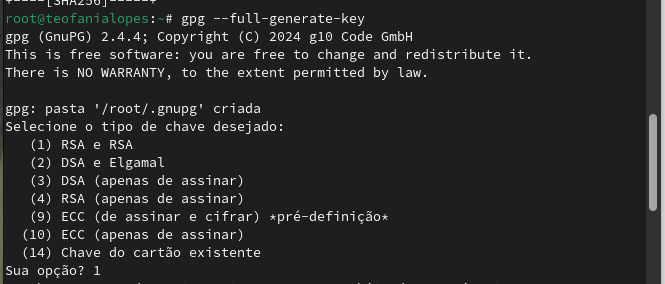 +----[SHA256]-----+
root@teofanialopes:~# gpg --full-generate-key
gpg (GnuPG) 2.4.4; Copyright (C) 2024 g10 Code GmbH
This is free software: you are free to change and redistribute it.
There is NO WARRANTY, to the extent permitted by law.

gpg: pasta '/root/.gnupg' criada
Selecione o tipo de chave desejado:
   (1) RSA e RSA
   (2) DSA e Elgamal
   (3) DSA (apenas de assinar)
   (4) RSA (apenas de assinar)
   (9) ECC (de assinar e cifrar) *pré-definição*
  (10) ECC (apenas de assinar)
  (14) Chave do cartão existente
Sua opção? 1